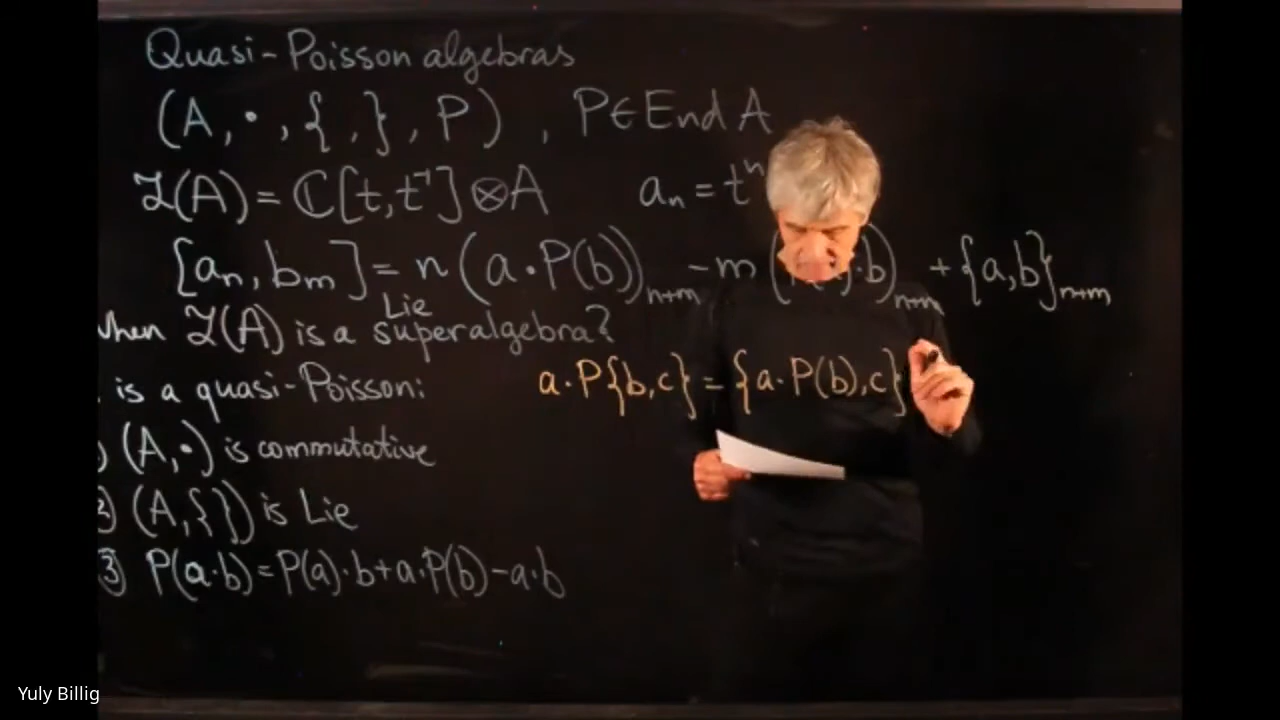 Quasi-Poisson algebras
(A, ·, { , }, P) , P∈End A
ℒ(A) = ℂ[t,t⁻¹]⊗A aₙ = tⁿ
[aₙ, bₘ] = n(a·P(b))ₙ₊ₘ - m( ·b)ₙ₊ₘ + {a,b}ₙ₊ₘ
Lie
when ℒ(A) is a superalgebra?
is a quasi-Poisson:
a·P{b,c} = {a·P(b),c}
) (A,·) is commutative
2) (A,{ }) is Lie
3) P(a·b)=P(a)·b+a·P(b)-a·b
Yuly Billig